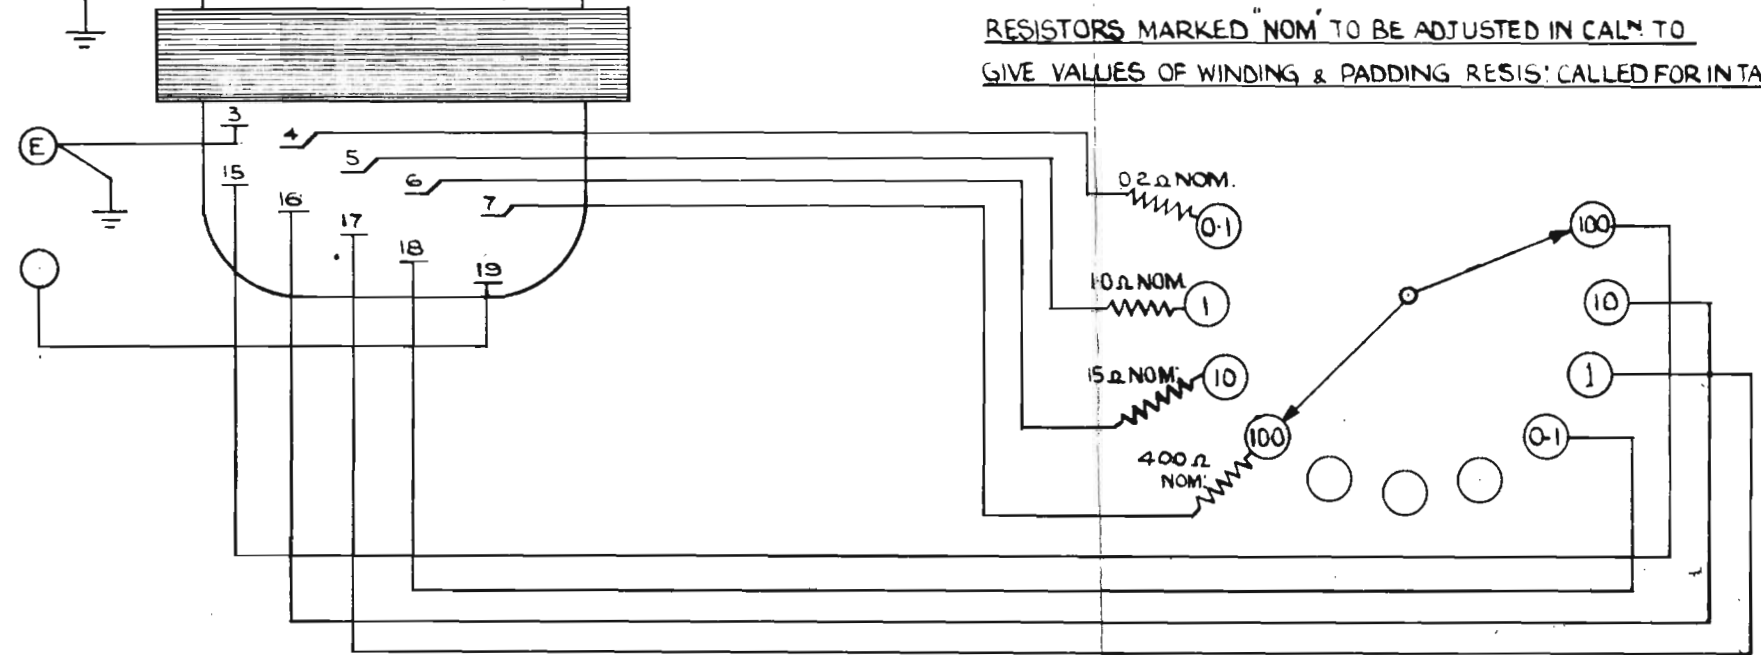 RESISTORS MARKED "NOM" TO BE ADJUSTED IN CALN TO
GIVE VALUES OF WINDING & PADDING RESIS: CALLED FOR IN TA
3
E
4
5
15
6
16
7
17
18
19
0.2Ω NOM.
0·1
100
10Ω NOM
1
10
15Ω NOM:
10
1
100
0·1
400Ω
NOM: